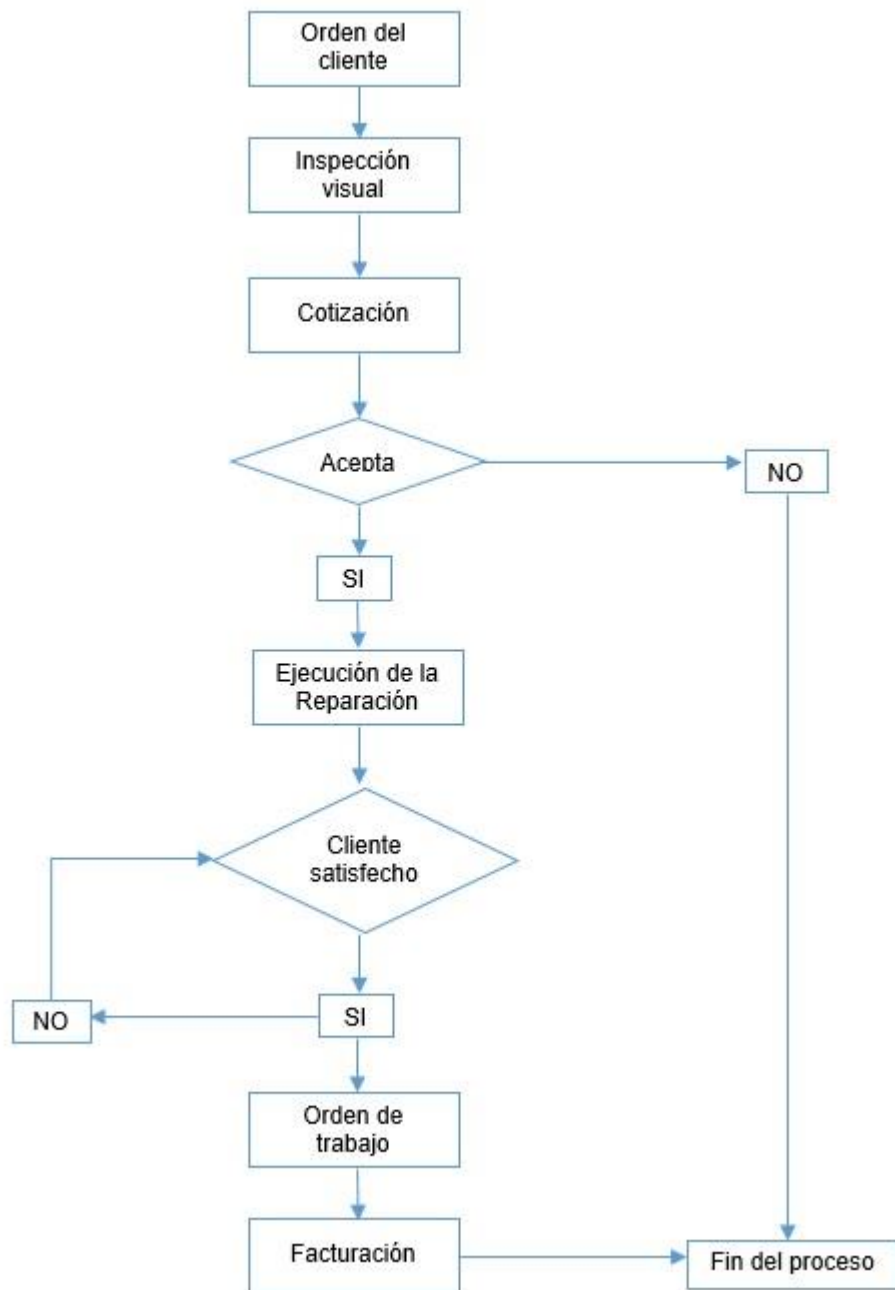 Orden del
cliente
Inspección
visual
Cotización
Acepta
NO
SI
Ejecución de la
Reparación
Cliente
satisfecho
NO
SI
Orden de
trabajo
Facturación
Fin del proceso